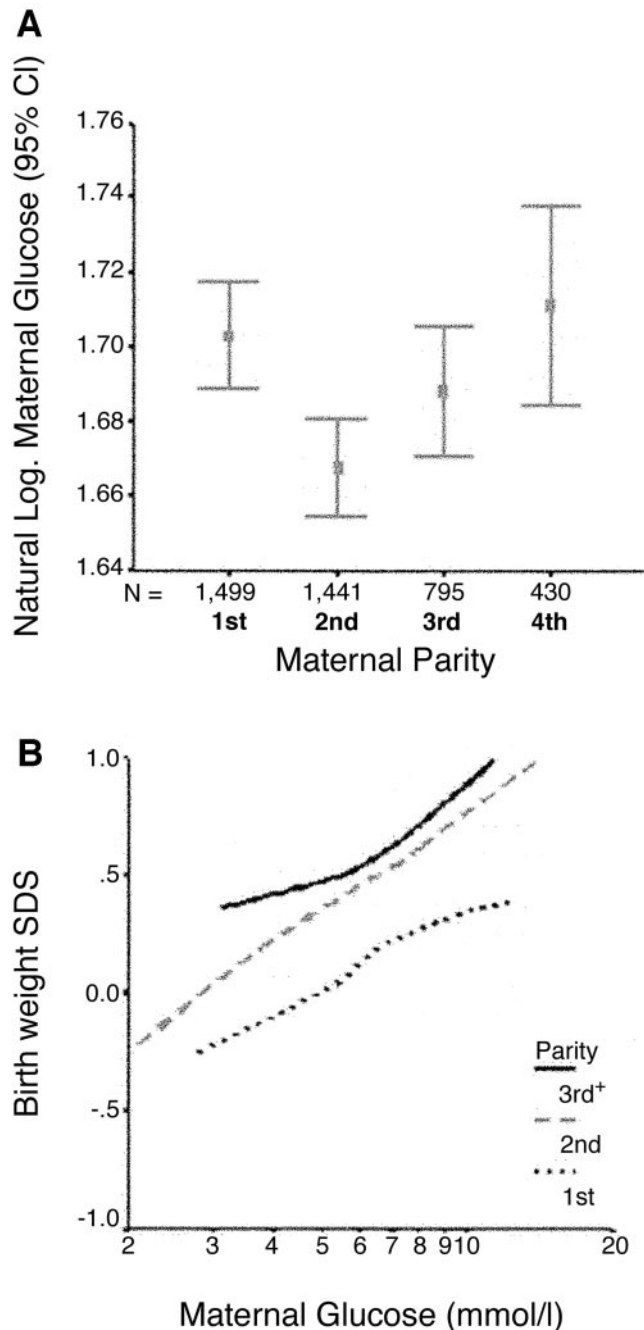 A
Natural Log. Maternal Glucose (95% CI)
1.76
1.74
1.72
1.70
1.68
1.66
1.64
N = 1,499 1,441 795 430
1st 2nd 3rd 4th
Maternal Parity
B
Birth weight SDS
1.0
.5
0.0
-.5
-1.0
Parity
3rd+
2nd
1st
2 3 4 5 6 7 8 9 10 20
Maternal Glucose (mmol/l)